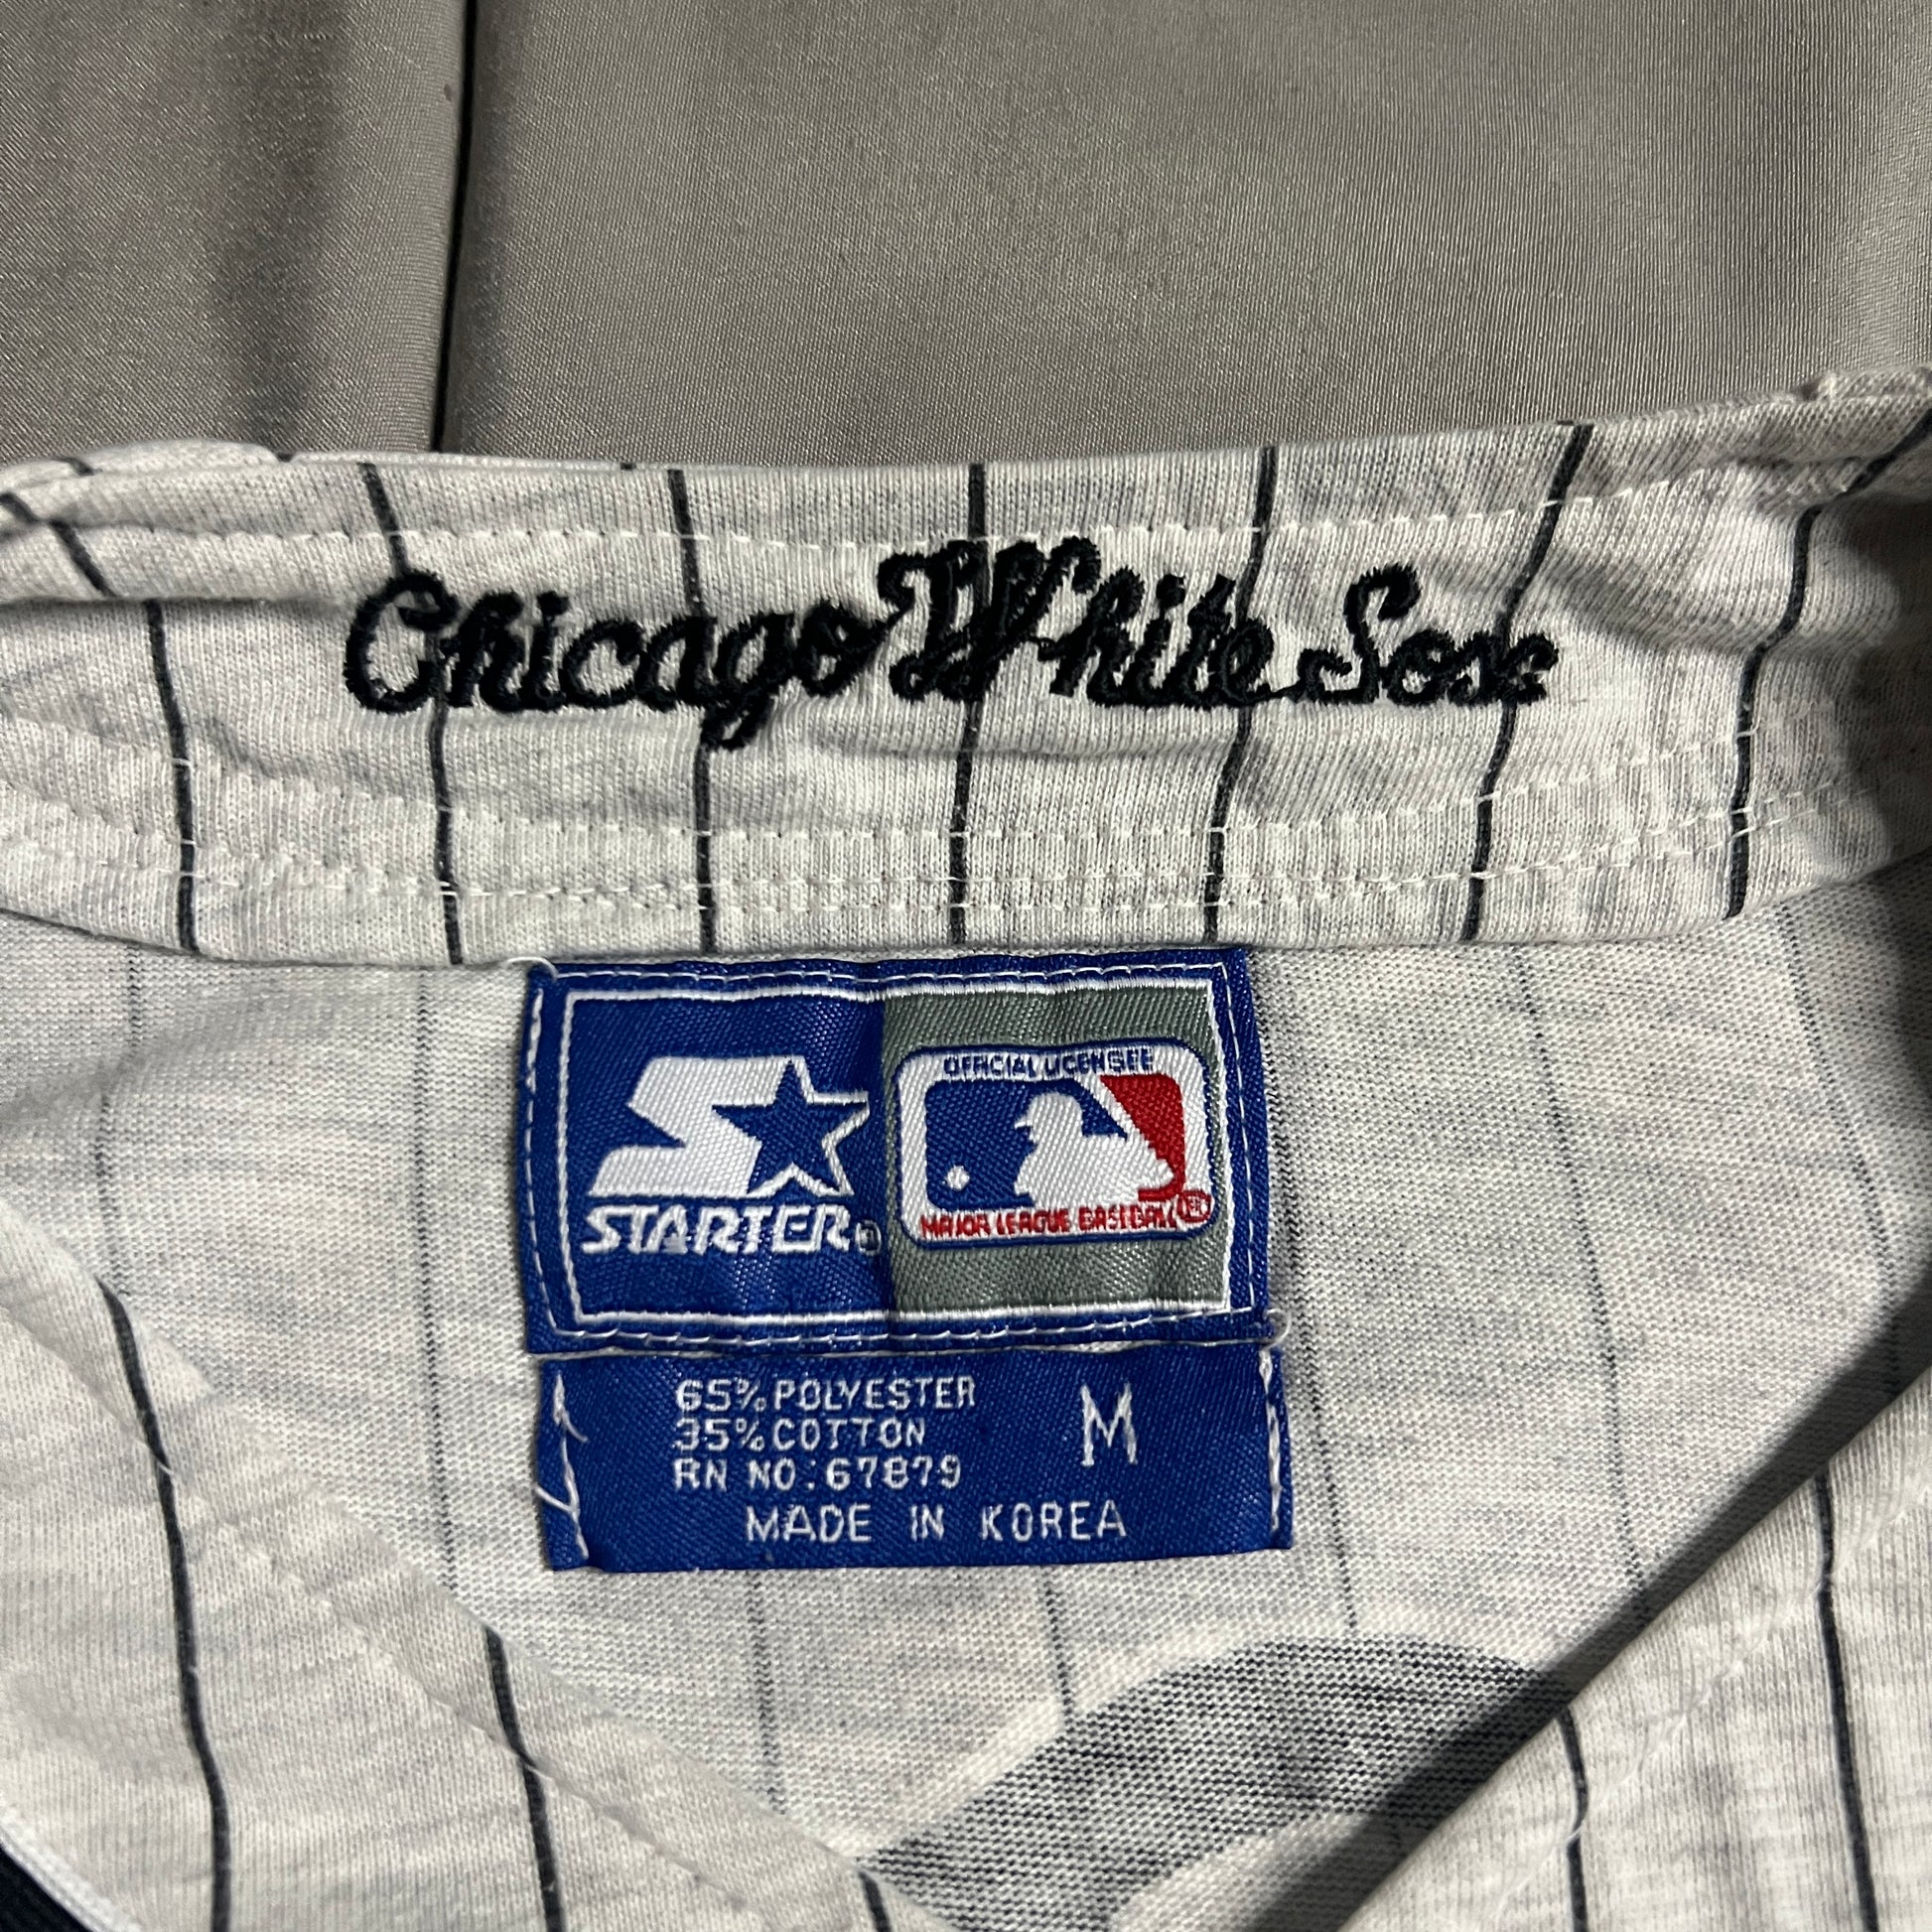 Chicago White Sox
STARTER
OFFICIAL LICENSEE
MAJOR LEAGUE BASEBALL
65% POLYESTER
35% COTTON
RN NO:67879
M
MADE IN KOREA